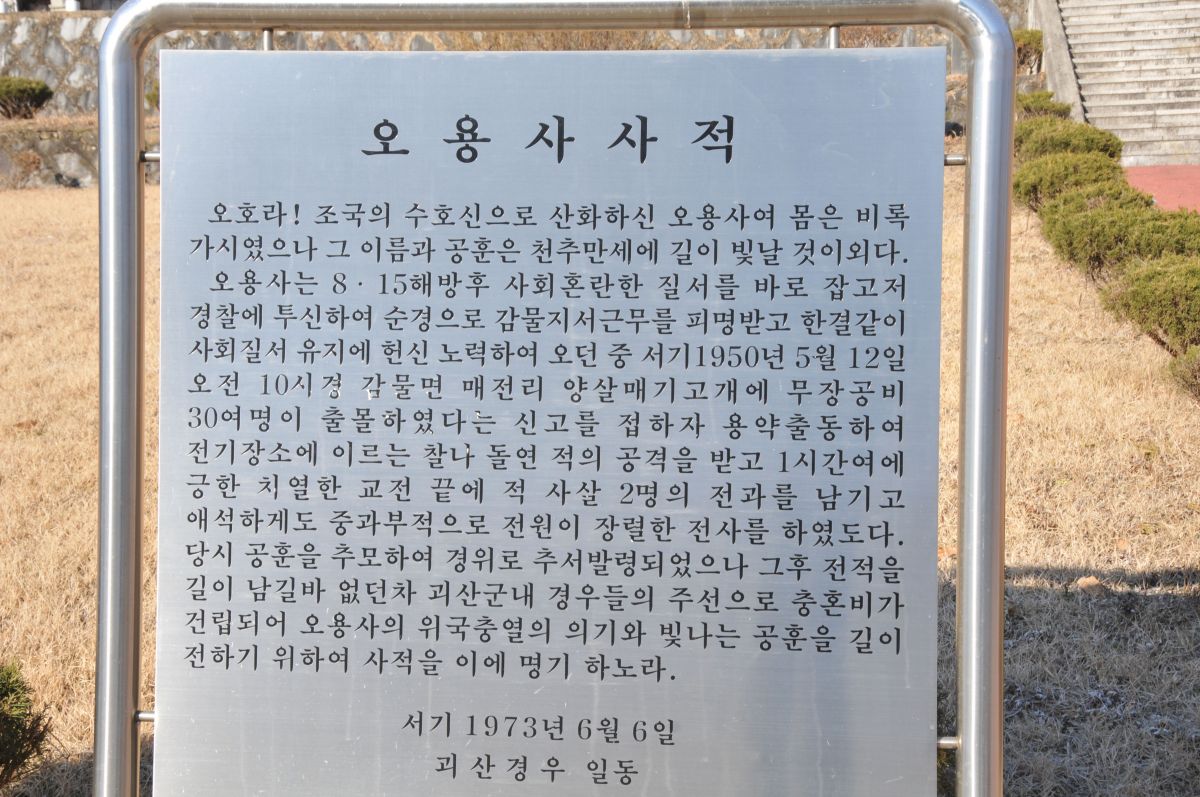 오용사사적
오호라! 조국의 수호신으로 산화하신 오용사여 몸은 비록
가시였으나 그 이름과 공훈은 천추만세에 길이 빛날 것이외다.
오용사는 8·15해방후 사회혼란한 질서를 바로 잡고저
경찰에 투신하여 순경으로 감물지서근무를 피명받고 한결같이
사회질서 유지에 헌신 노력하여 오던 중 서기1950년 5월 12일
오전 10시경 감물면 매전리 양살매기고개에 무장공비
30여명이 출몰하였다는 신고를 접하자 용약출동하여
전기장소에 이르는 찰나 돌연 적의 공격을 받고 1시간여에
긍한 치열한 교전 끝에 적 사살 2명의 전과를 남기고
애석하게도 중과부적으로 전원이 장렬한 전사를 하였도다.
당시 공훈을 추모하여 경위로 추서발령되었으나 그후 전적을
길이 남길바 없던차 괴산군내 경우들의 주선으로 충혼비가
건립되어 오용사의 위국충열의 의기와 빛나는 공훈을 길이
전하기 위하여 사적을 이에 명기 하노라.
서기 1973년 6월 6일
괴산경우 일동